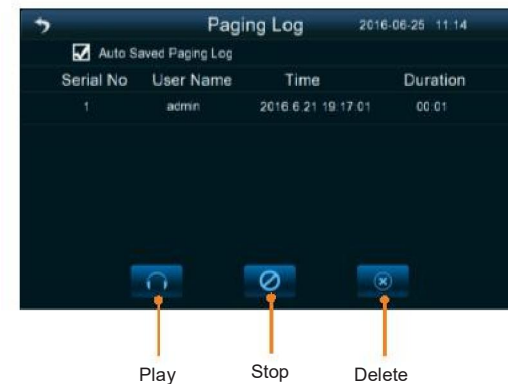 Paging Log 2016-06-25 11:14
Auto Saved Paging Log
Serial No User Name Time Duration
1 admin 2016 6 21 19:17:01 00:01
Play Stop Delete